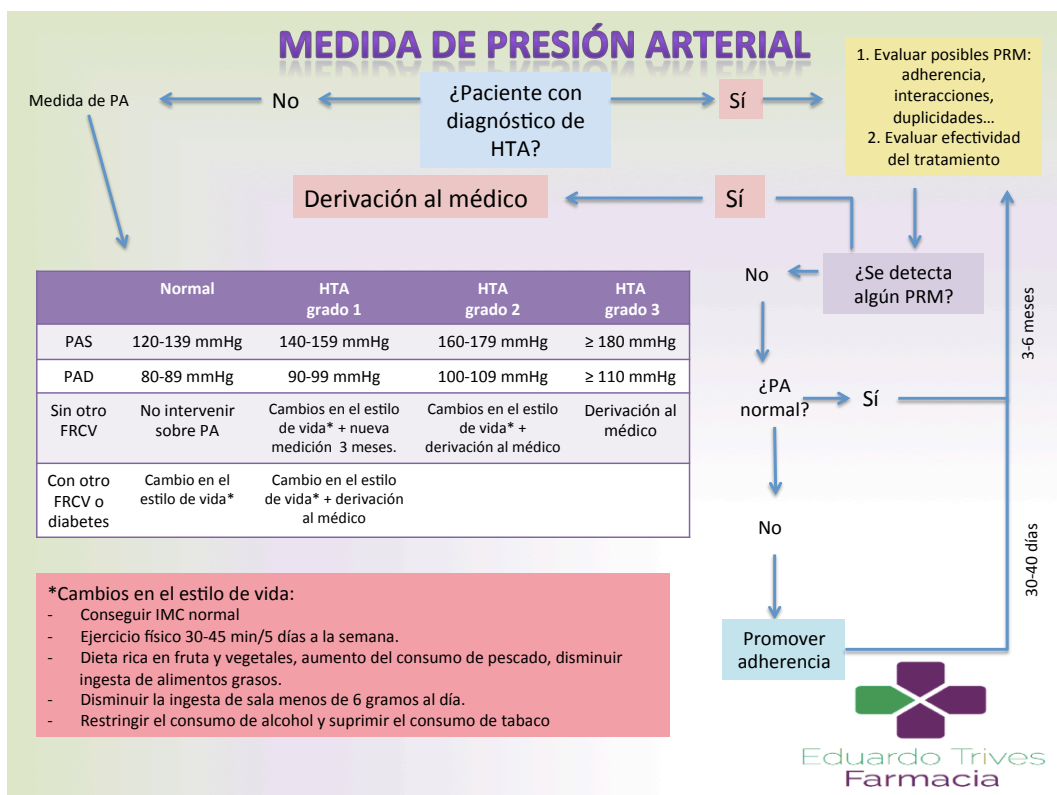 MEDIDA DE PRESIÓN ARTERIAL
¿Paciente con
diagnóstico de
HTA?
No
Medida de PA
Sí
1. Evaluar posibles PRM:
adherencia,
interacciones,
duplicidades...
2. Evaluar efectividad
del tratamiento
Derivación al médico
Sí
¿Se detecta
algún PRM?
No
¿PA
normal?
Sí
3-6 meses
No
30-40 días
Promover
adherencia
Normal
HTA
grado 1
HTA
grado 2
HTA
grado 3
PAS
120-139 mmHg
140-159 mmHg
160-179 mmHg
≥ 180 mmHg
PAD
80-89 mmHg
90-99 mmHg
100-109 mmHg
≥ 110 mmHg
Sin otro
FRCV
No intervenir
sobre PA
Cambios en el estilo
de vida* + nueva
medición 3 meses.
Cambios en el estilo
de vida* +
derivación al médico
Derivación al
médico
Con otro
FRCV o
diabetes
Cambio en el
estilo de vida*
Cambio en el estilo
de vida* + derivación
al médico
*Cambios en el estilo de vida:
- Conseguir IMC normal
- Ejercicio físico 30-45 min/5 días a la semana.
- Dieta rica en fruta y vegetales, aumento del consumo de pescado, disminuir
ingesta de alimentos grasos.
- Disminuir la ingesta de sala menos de 6 gramos al día.
- Restringir el consumo de alcohol y suprimir el consumo de tabaco
Eduardo Trives
Farmacia